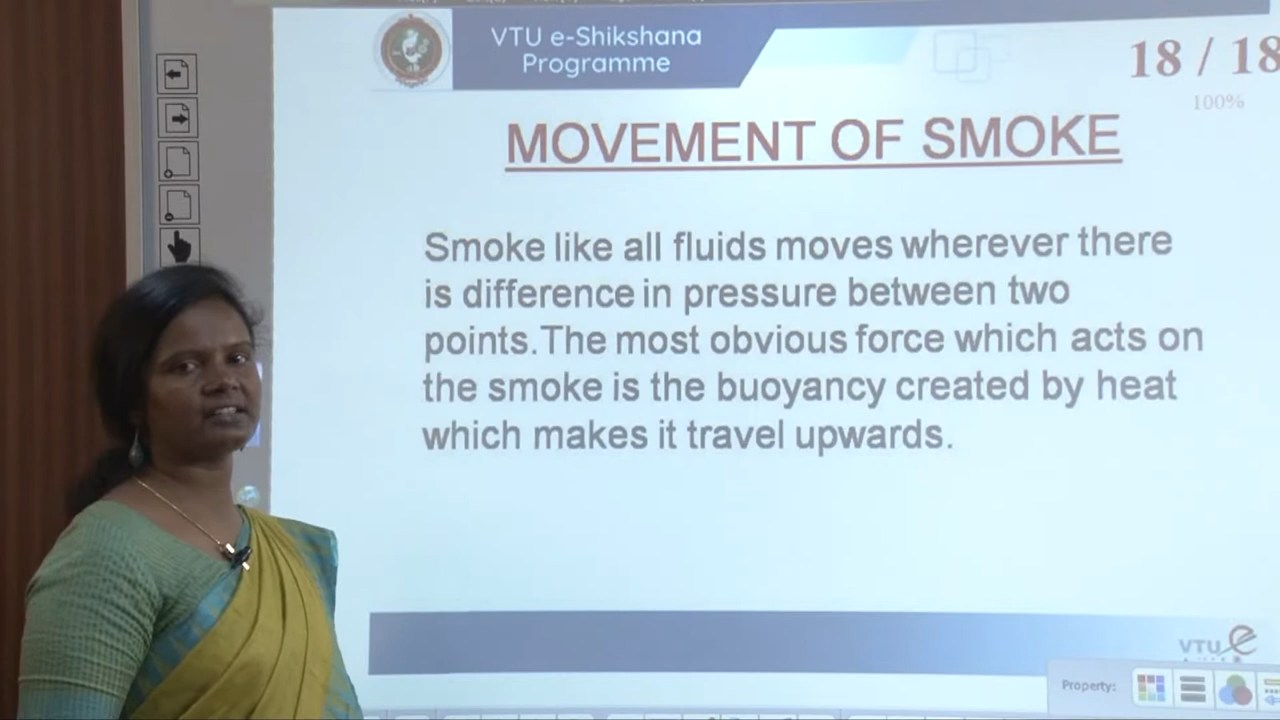 VTU e-Shikshana
Programme
18 / 18
100%
MOVEMENT OF SMOKE
Smoke like all fluids moves wherever there
is difference in pressure between two
points.The most obvious force which acts on
the smoke is the buoyancy created by heat
which makes it travel upwards.
VTU
Property: